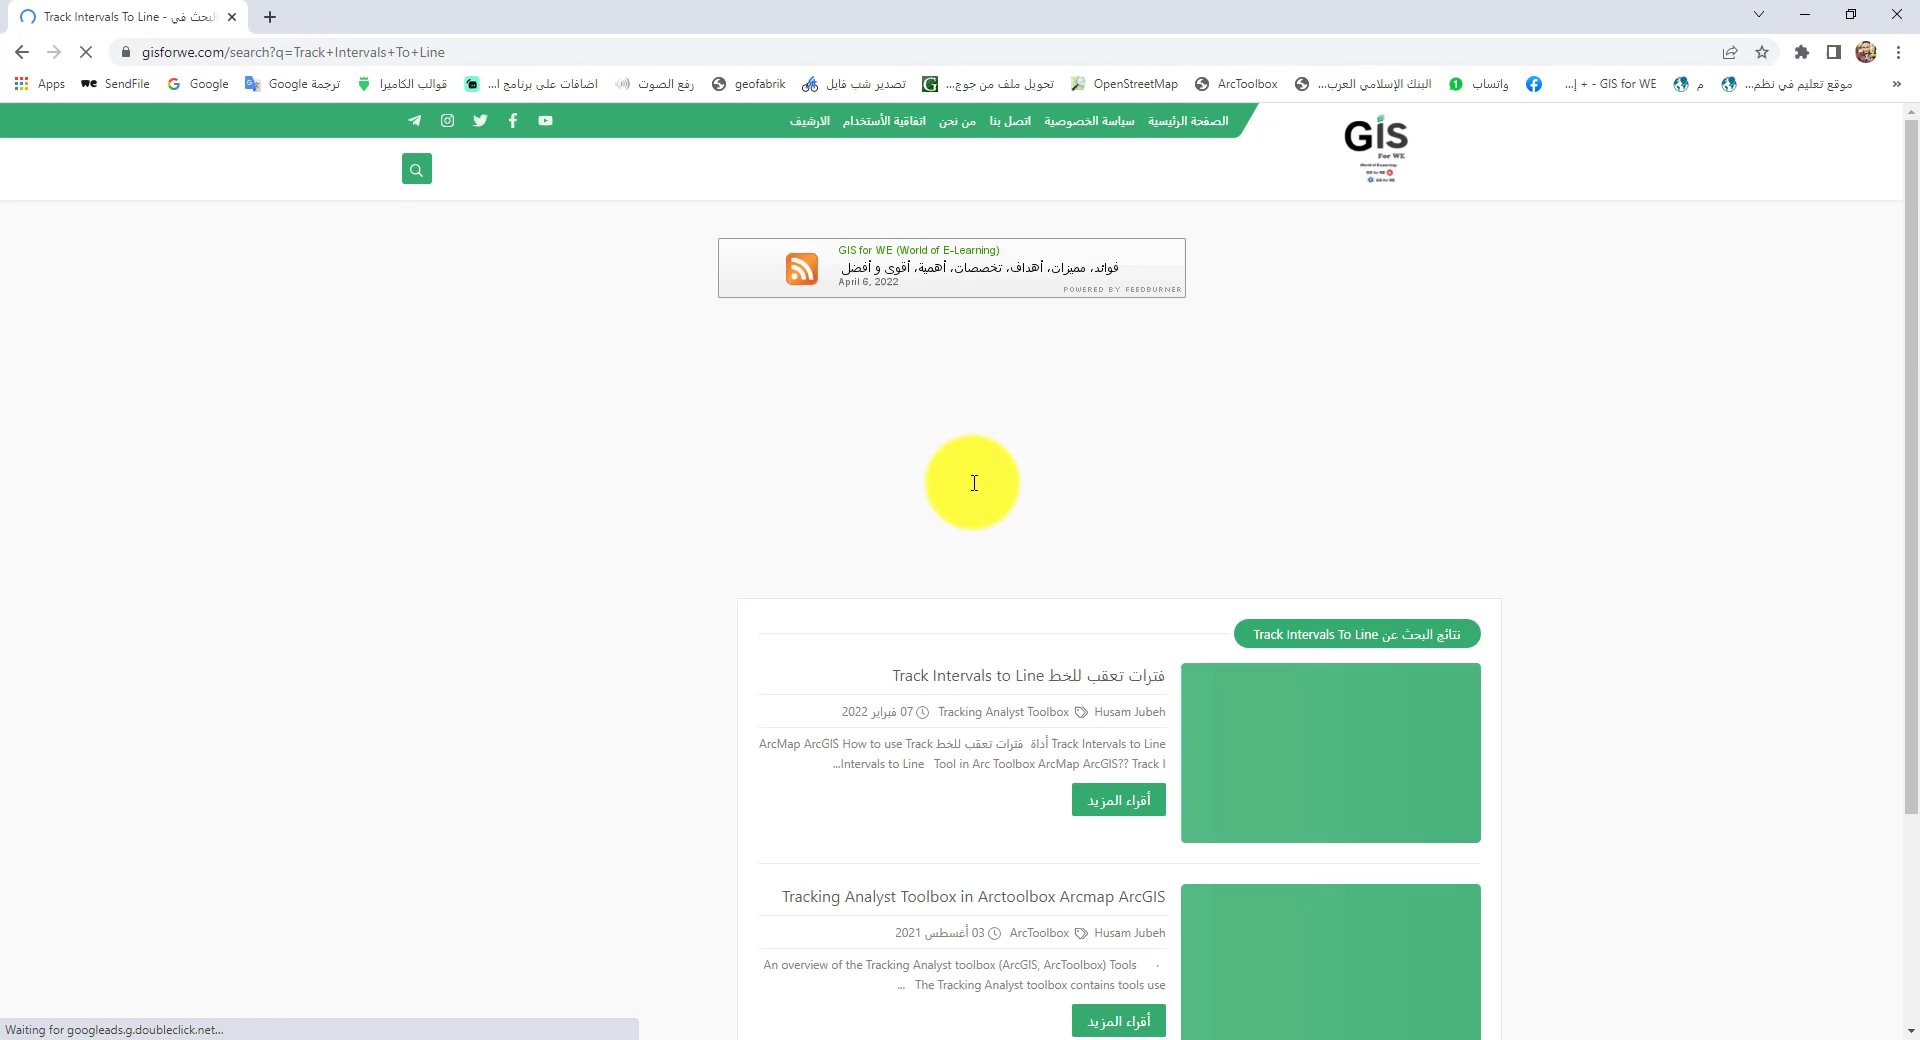 Track Intervals To Line - البحث في
gisforwe.com/search?q=Track+Intervals+To+Line
Apps
SendFile
Google
ترجمة Google
قوالب الكاميرا
اضافات على برنامج ا...
رفع الصوت
geofabrik
تصدير شب فايل
تحويل ملف من جوج...
OpenStreetMap
ArcToolbox
البنك الإسلامي العرب...
واتساب
GIS for WE - + إ...
م
موقع تعليم في نظم...
»
الصفحة الرئيسية
سياسة الخصوصية
اتصل بنا
من نحن
اتفاقية الأستخدام
الارشيف
GIS
For WE
GIS for WE (World of E-Learning)
فوائد، مميزات، أهداف، تخصصات، أهمية، أقوى و أفضل
April 6, 2022
POWERED BY FEEDBURNER
نتائج البحث عن Track Intervals To Line
فترات تعقب للخط Track Intervals to Line
Husam Jubeh Tracking Analyst Toolbox 07 فبراير 2022
Track Intervals to Line أداة فترات تعقب للخط ArcMap ArcGIS How to use Track
Intervals to Line Tool in Arc Toolbox ArcMap ArcGIS?? Track I...
أقراء المزيد
Tracking Analyst Toolbox in Arctoolbox Arcmap ArcGIS
Husam Jubeh ArcToolbox 03 أغسطس 2021
· An overview of the Tracking Analyst toolbox (ArcGIS, ArcToolbox) Tools
The Tracking Analyst toolbox contains tools use ...
أقراء المزيد
Waiting for googleads.g.doubleclick.net...